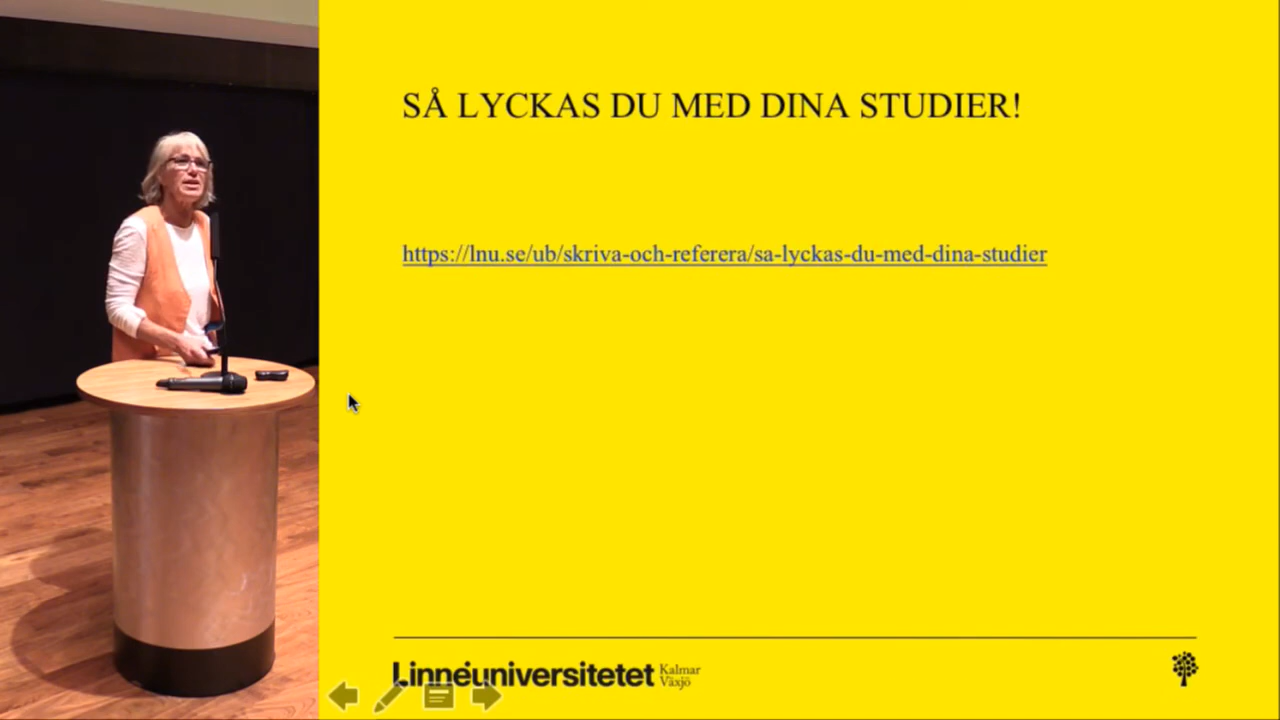 SÅ LYCKAS DU MED DINA STUDIER!
https://lnu.se/ub/skriva-och-referera/sa-lyckas-du-med-dina-studier
Linnéuniversitetet
Kalmar
Växjö